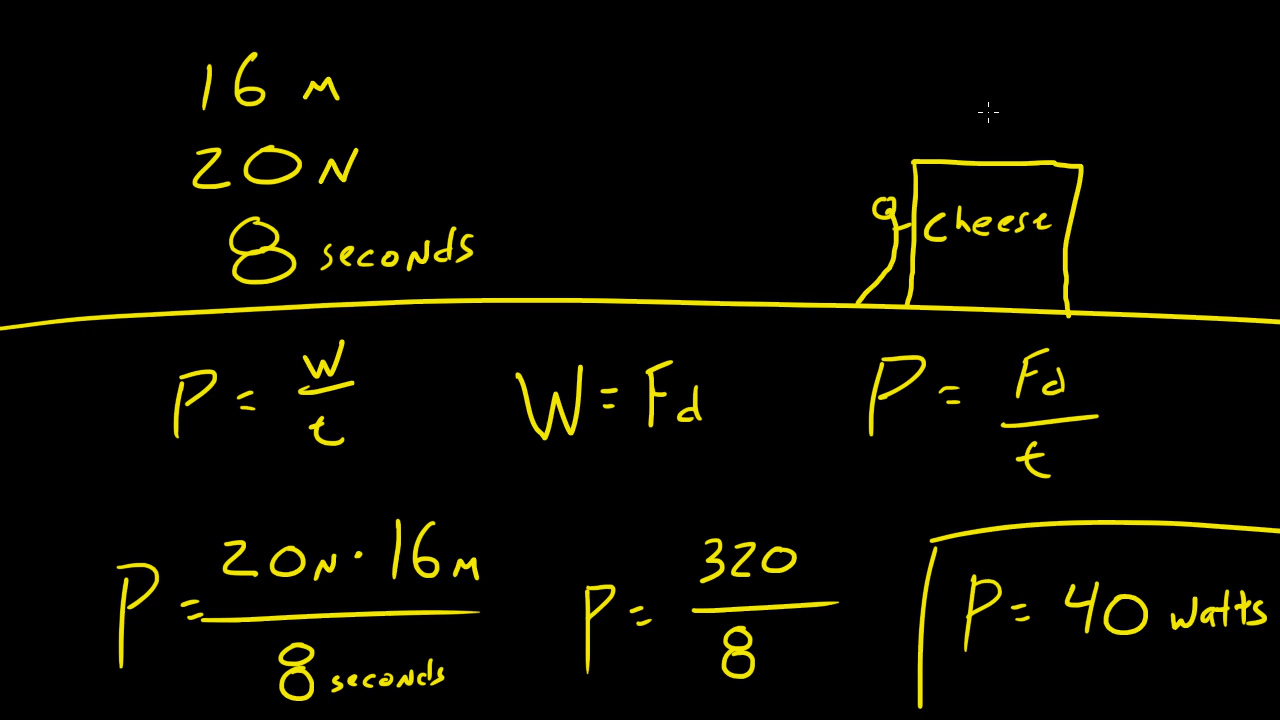 16 m
20 N
8 seconds
Cheese
P = W/t
W = Fd
P = Fd/t
P = 20N · 16m / 8 seconds
P = 320/8
P = 40 watts